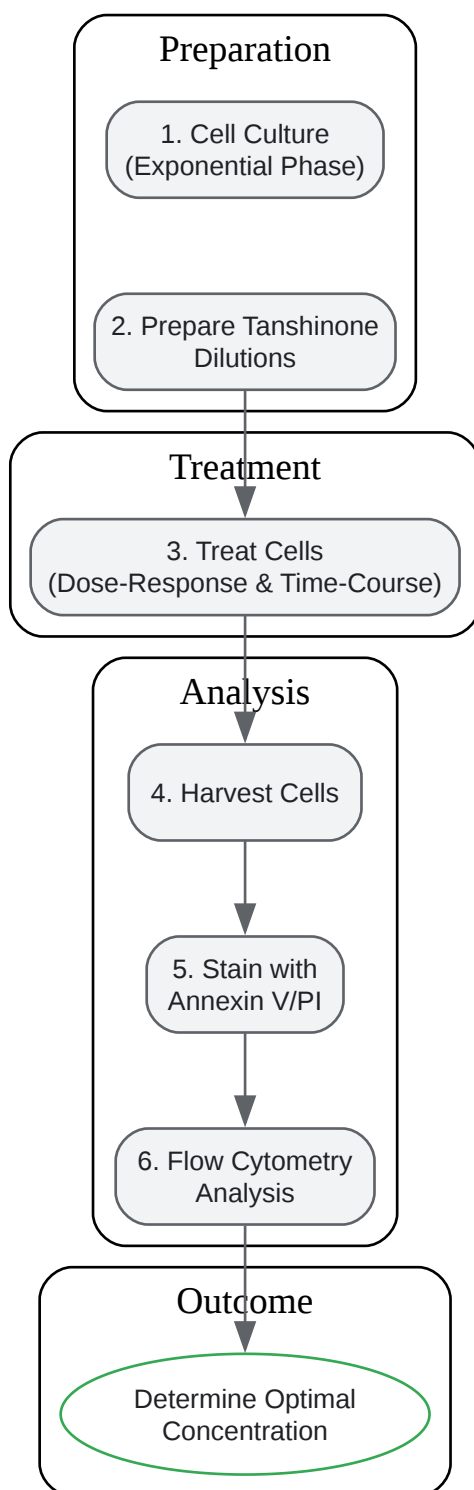 Preparation
1. Cell Culture
(Exponential Phase)
2. Prepare Tanshinone
Dilutions
Treatment
3. Treat Cells
(Dose-Response & Time-Course)
Analysis
4. Harvest Cells
5. Stain with
Annexin V/PI
6. Flow Cytometry
Analysis
Outcome
Determine Optimal
Concentration